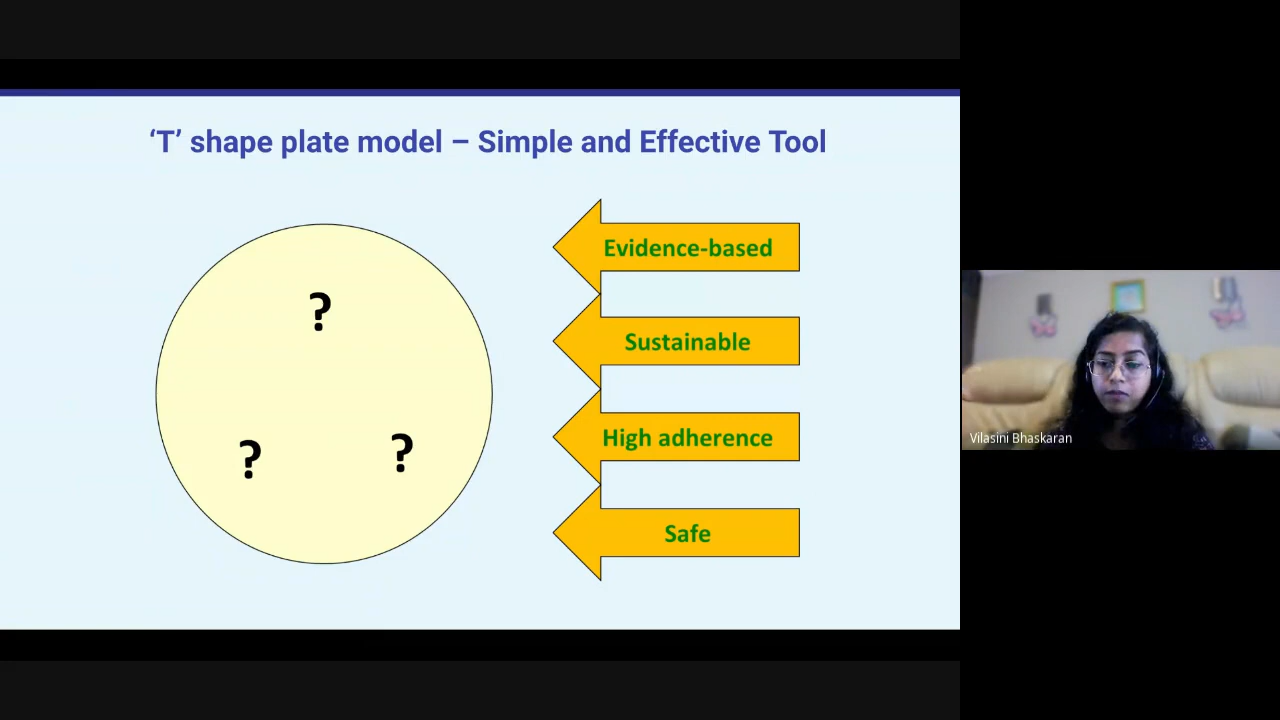 ‘T’ shape plate model – Simple and Effective Tool
?
? ?
Evidence-based
Sustainable
High adherence
Safe
Vilasini Bhaskaran